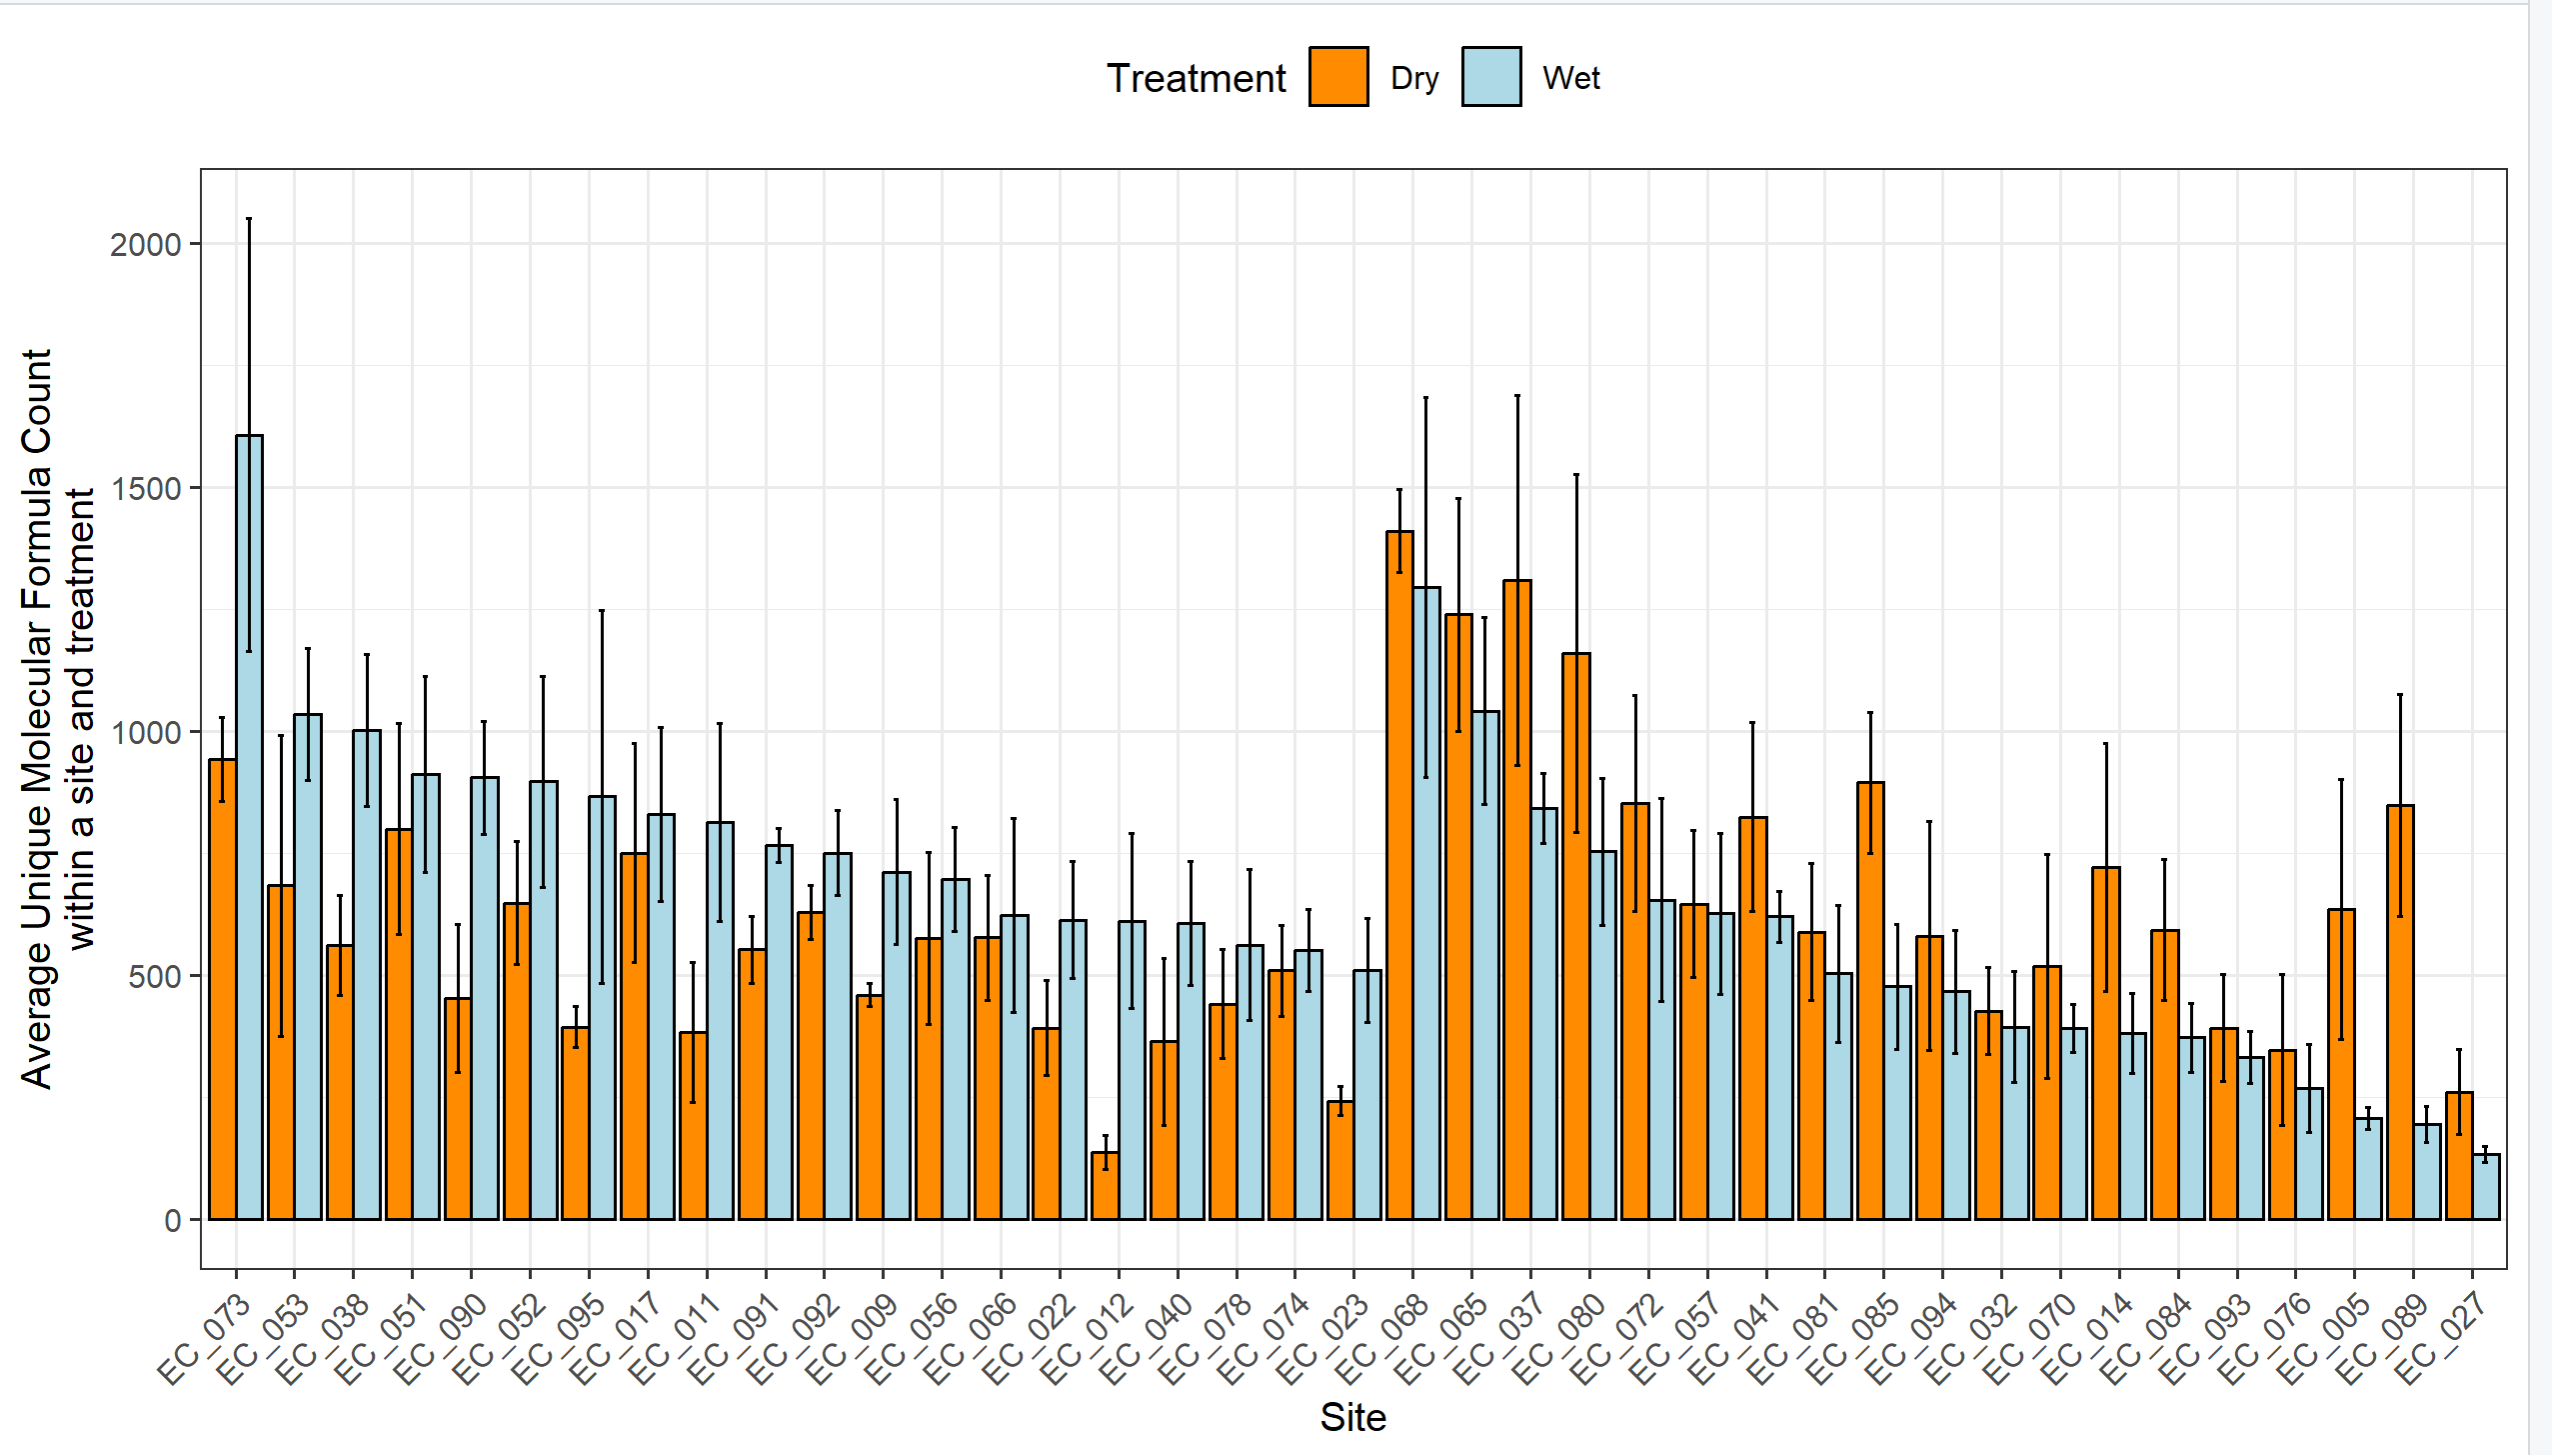 Treatment Dry Wet
Average Unique Molecular Formula Count
within a site and treatment
2000
1500
1000
500
0
EC_073
EC_053
EC_038
EC_051
EC_090
EC_052
EC_095
EC_017
EC_011
EC_091
EC_092
EC_009
EC_056
EC_066
EC_022
EC_012
EC_040
EC_078
EC_074
EC_023
EC_068
EC_065
EC_037
EC_080
EC_072
EC_057
EC_041
EC_081
EC_085
EC_094
EC_032
EC_070
EC_014
EC_084
EC_093
EC_076
EC_005
EC_089
EC_027
Site